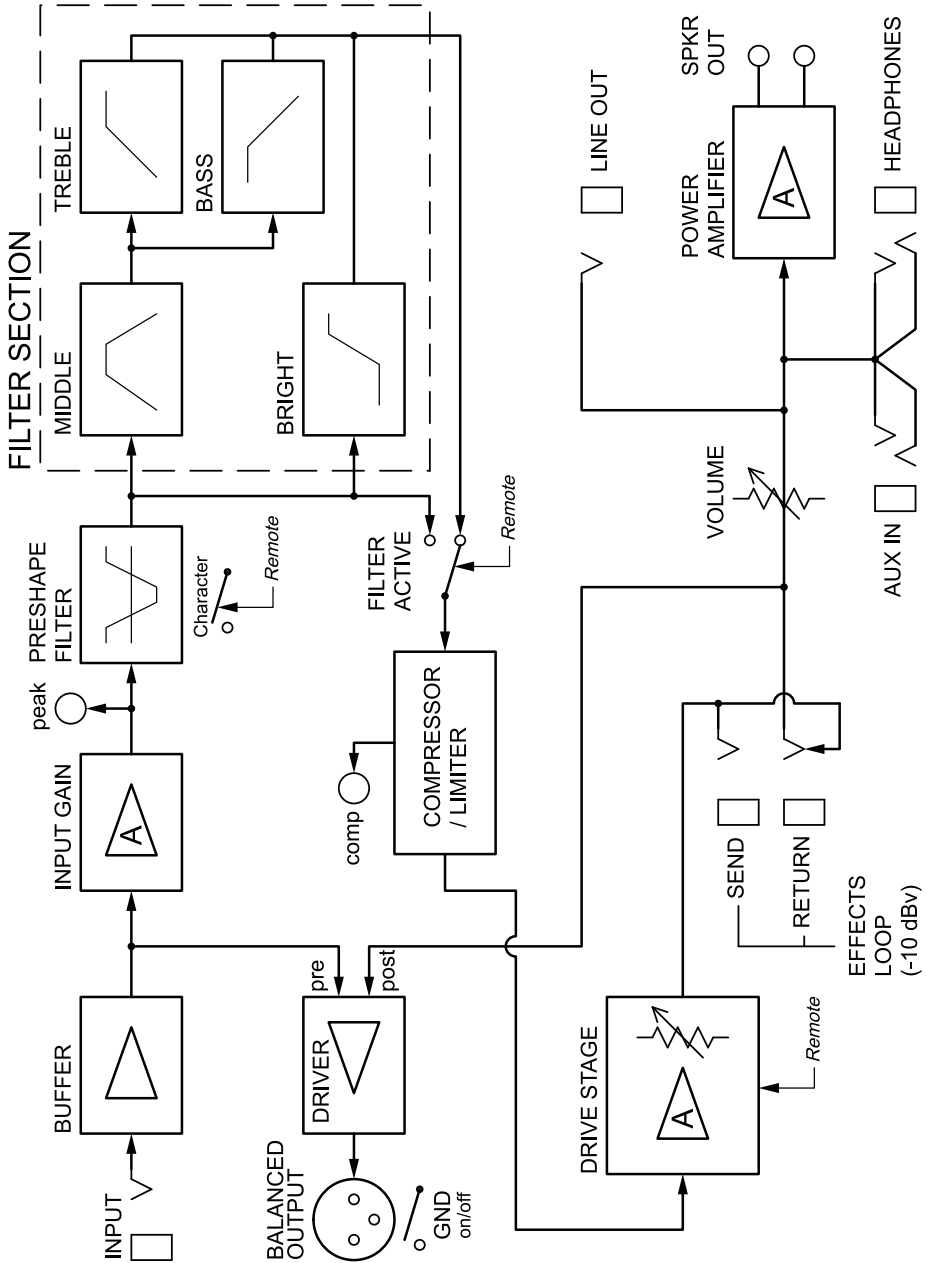 INPUT
BUFFER
INPUT GAIN
A
peak
PRESHAPE
FILTER
Character
Remote
FILTER SECTION
MIDDLE
TREBLE
BASS
BRIGHT
BALANCED
OUTPUT
GND
on/off
DRIVER
pre
post
comp
COMPRESSOR
/ LIMITER
FILTER
ACTIVE
Remote
DRIVE STAGE
A
Remote
SEND
RETURN
EFFECTS
LOOP
(-10 dBv)
VOLUME
LINE OUT
POWER
AMPLIFIER
A
SPKR
OUT
AUX IN
HEADPHONES